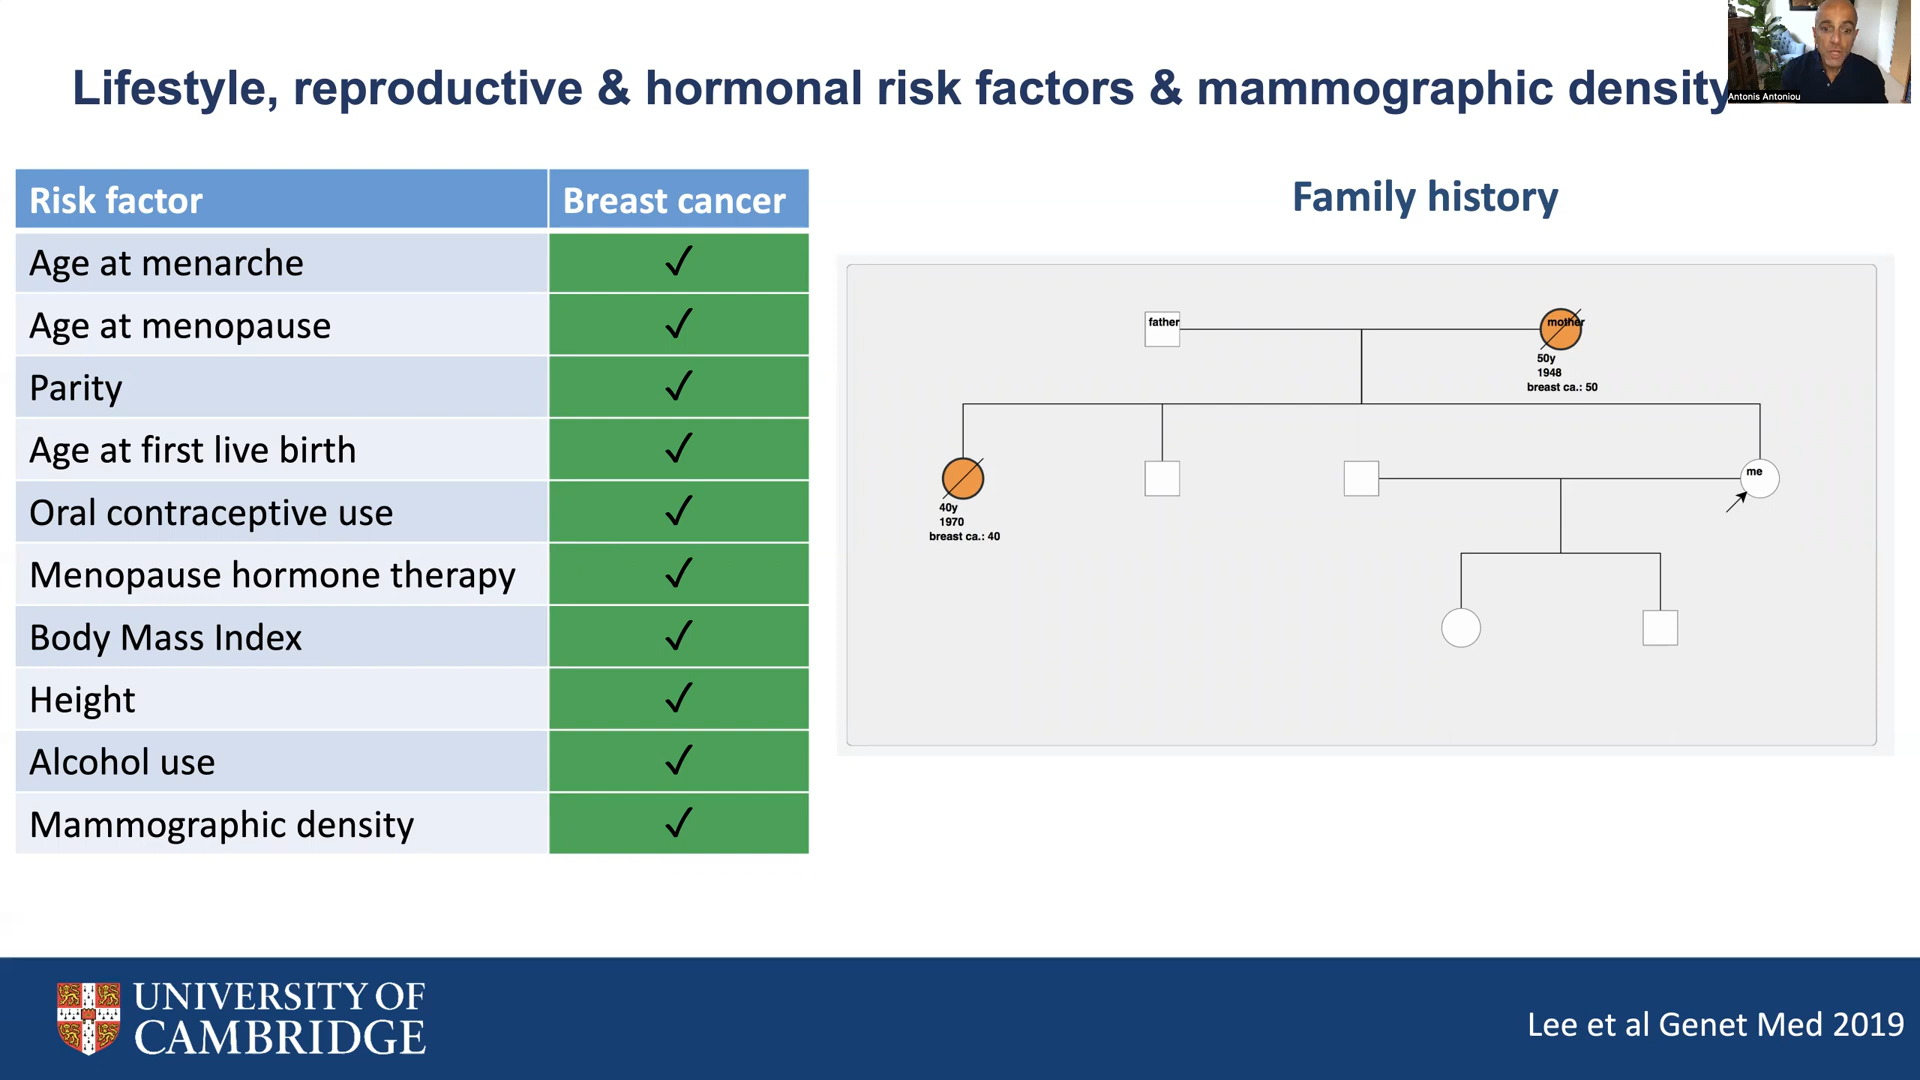 Lifestyle, reproductive & hormonal risk factors & mammographic density
Antonis Antoniou
Risk factor
Breast cancer
Age at menarche
✓
Age at menopause
✓
Parity
✓
Age at first live birth
✓
Oral contraceptive use
✓
Menopause hormone therapy
✓
Body Mass Index
✓
Height
✓
Alcohol use
✓
Mammographic density
✓
Family history
father
mother
50y
1948
breast ca.: 50
40y
1970
breast ca.: 40
me
UNIVERSITY OF
CAMBRIDGE
Lee et al Genet Med 2019